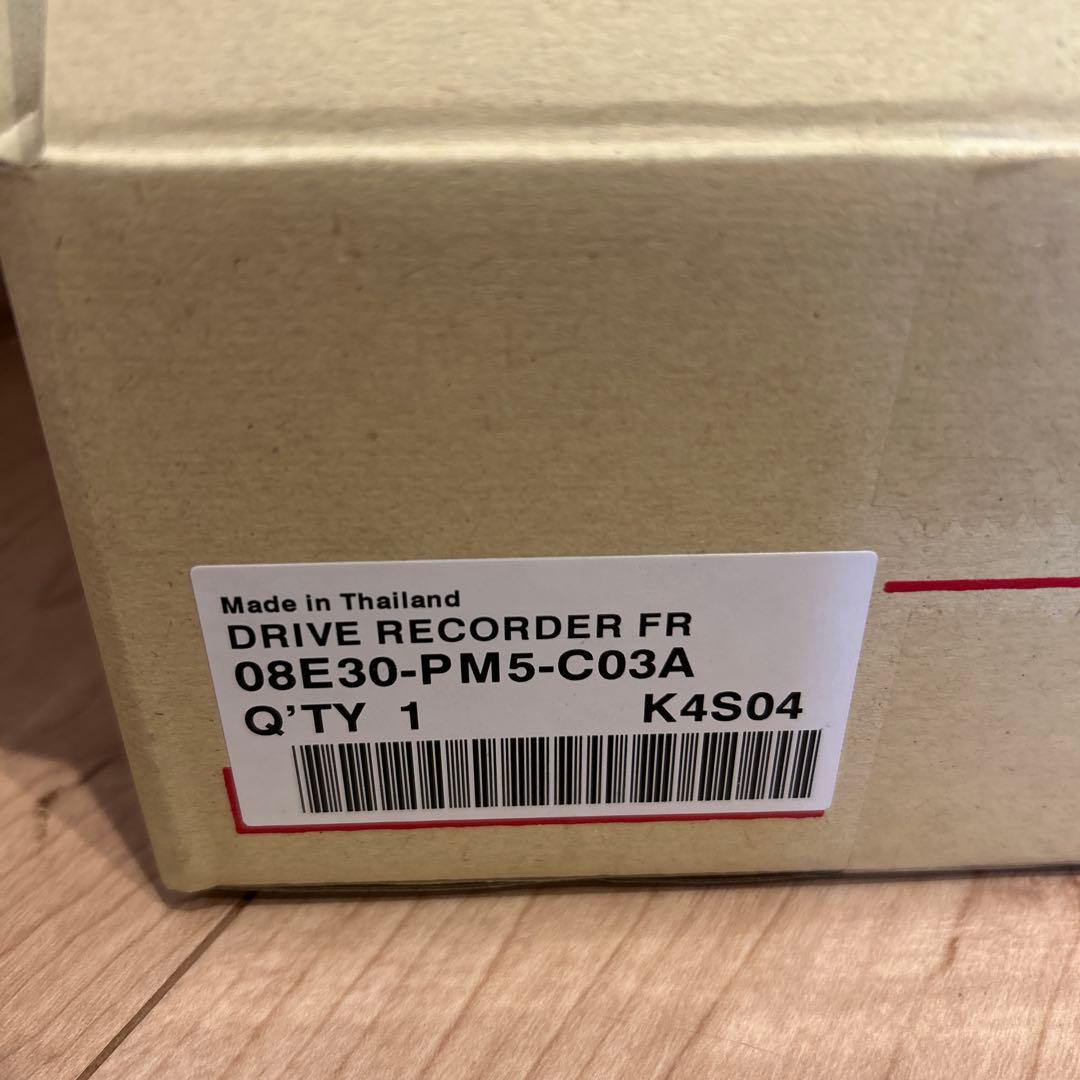 Made in Thailand
DRIVE RECORDER FR
08E30-PM5-C03A
Q'TY 1 K4S04